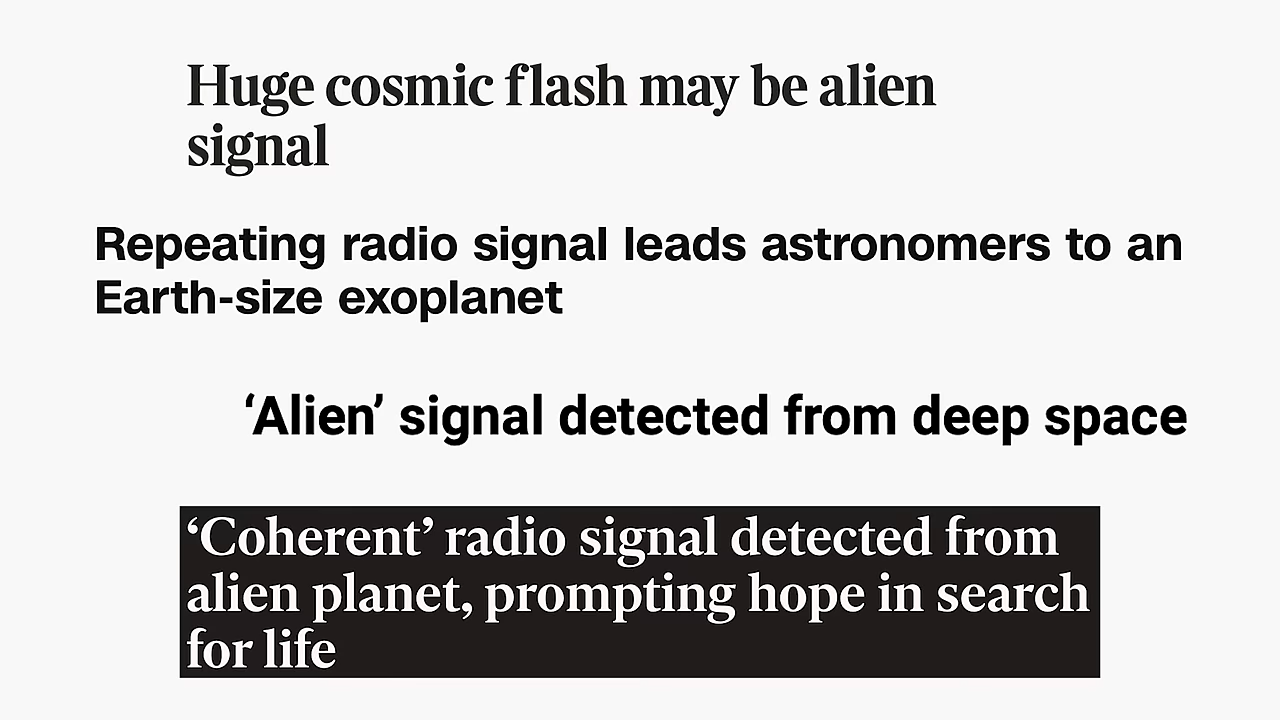 Huge cosmic flash may be alien
signal
Repeating radio signal leads astronomers to an
Earth-size exoplanet
‘Alien’ signal detected from deep space
‘Coherent’ radio signal detected from
alien planet, prompting hope in search
for life